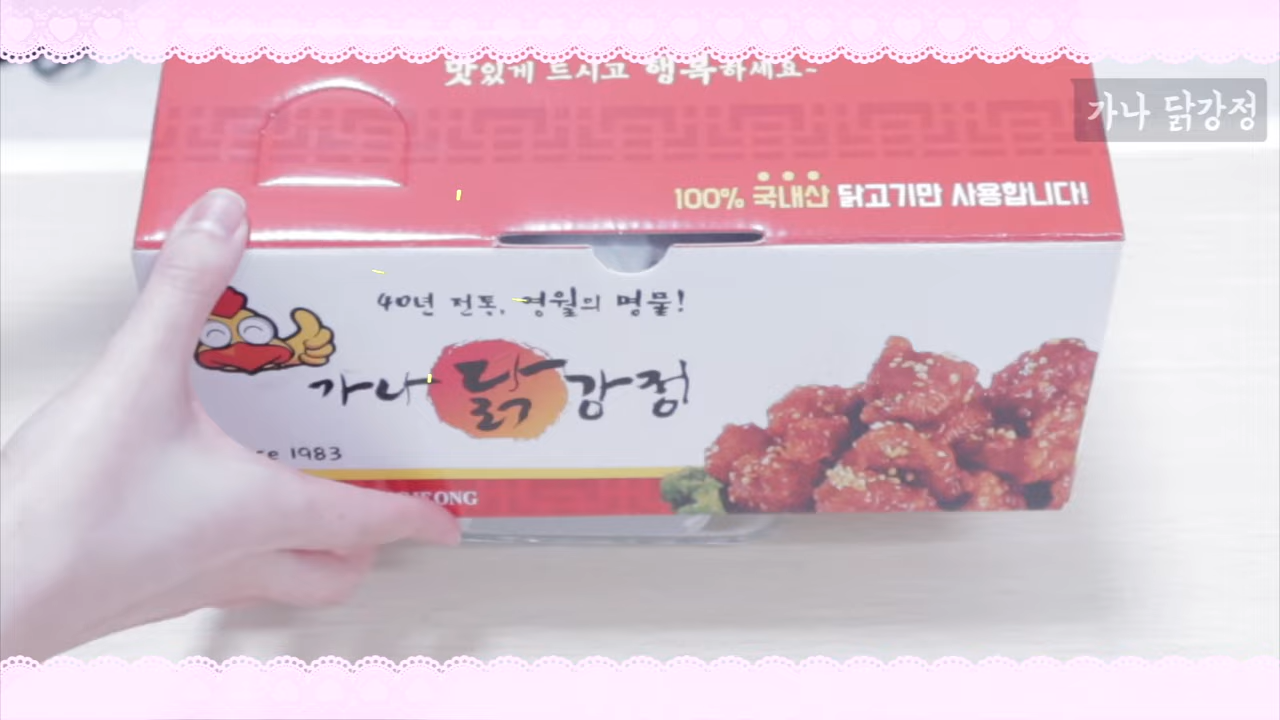 맛있게 드시고 행복하세요~
가나 닭강정
100% 국내산 닭고기만 사용합니다!
40년 전통, 영월의 명물!
가나 닭 강정
1983